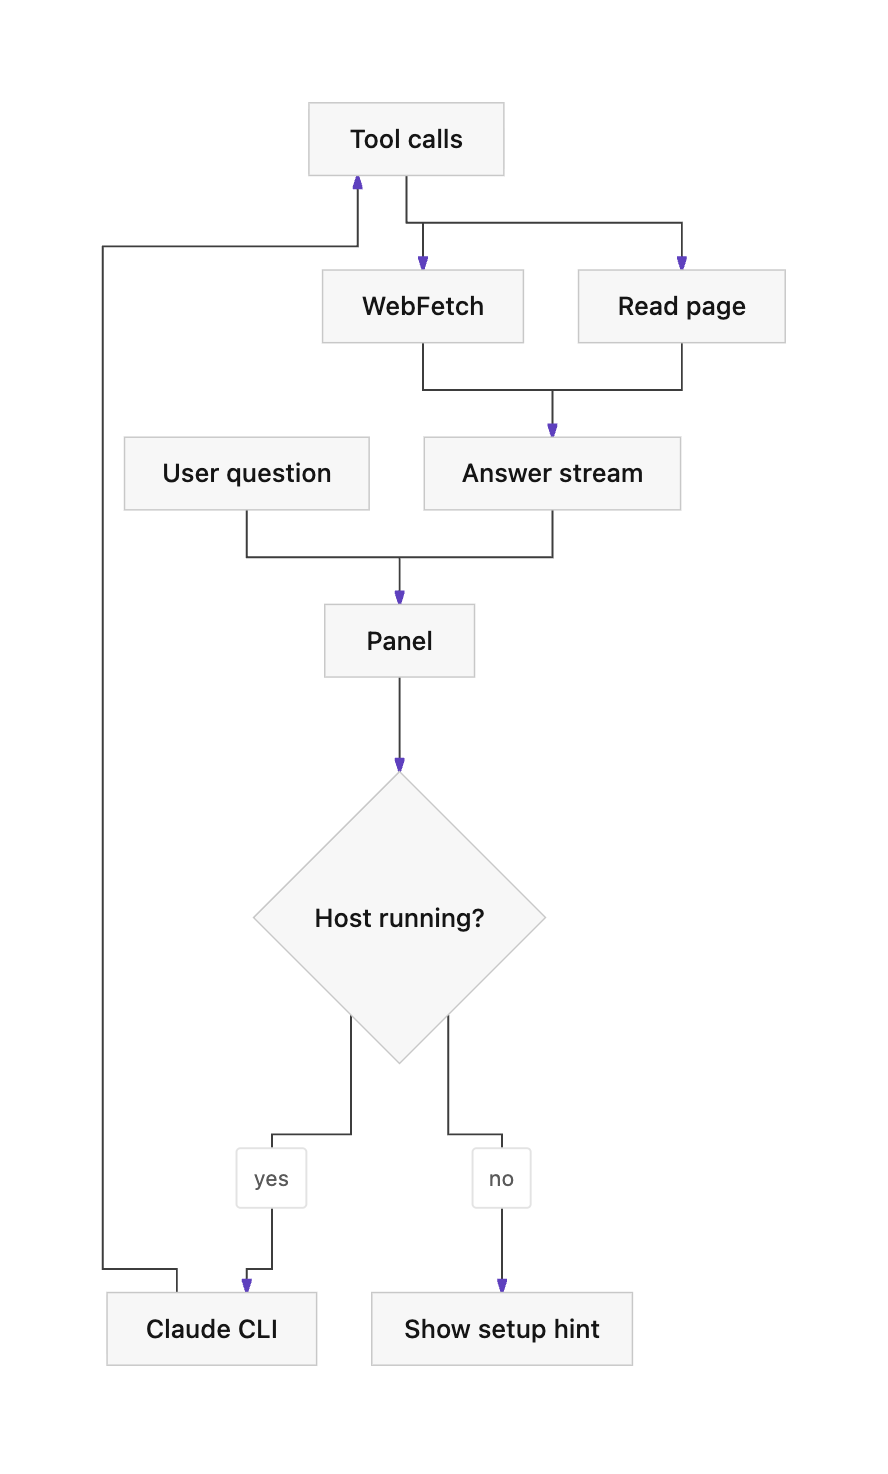 Tool calls
WebFetch
Read page
User question
Answer stream
Panel
Host running?
yes
no
Claude CLI
Show setup hint